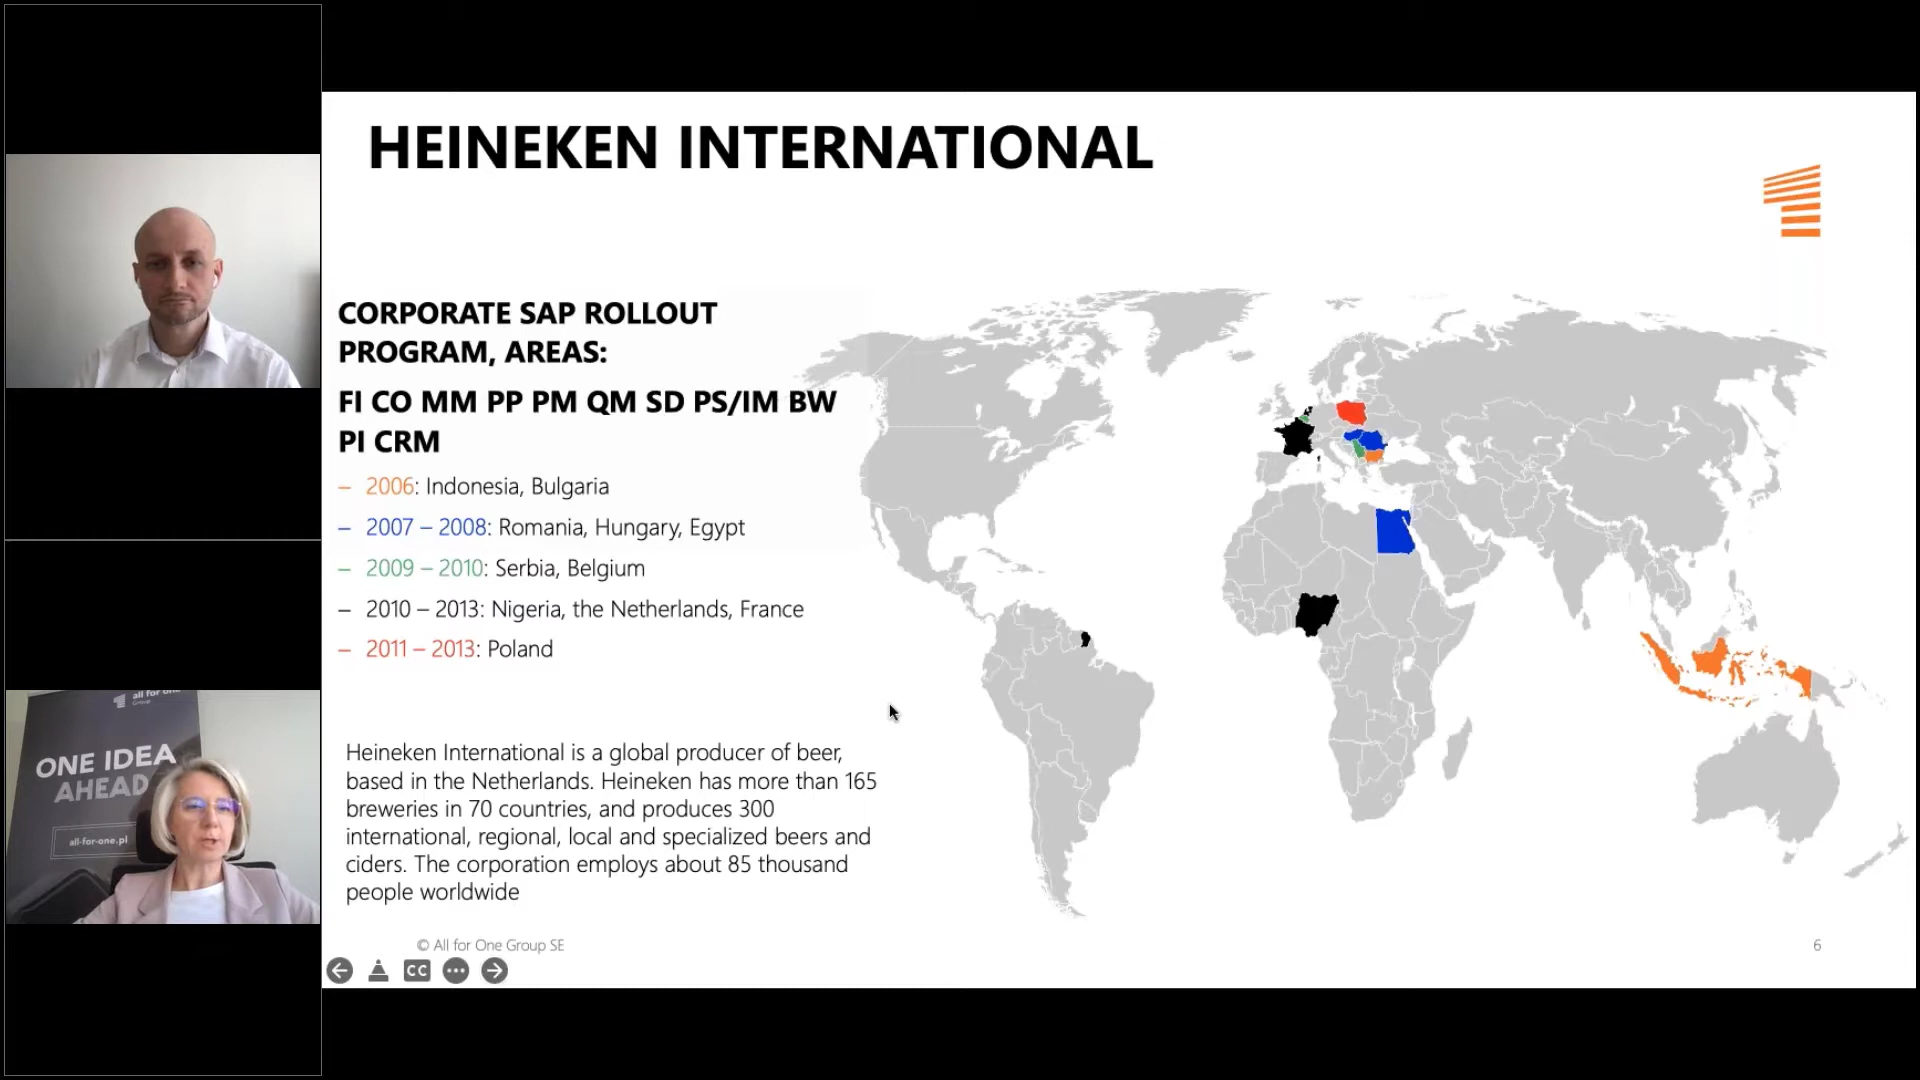 HEINEKEN INTERNATIONAL
CORPORATE SAP ROLLOUT
PROGRAM, AREAS:
FI CO MM PP PM QM SD PS/IM BW
PI CRM
– 2006: Indonesia, Bulgaria
– 2007 – 2008: Romania, Hungary, Egypt
– 2009 – 2010: Serbia, Belgium
– 2010 – 2013: Nigeria, the Netherlands, France
– 2011 – 2013: Poland
Heineken International is a global producer of beer,
based in the Netherlands. Heineken has more than 165
breweries in 70 countries, and produces 300
international, regional, local and specialized beers and
ciders. The corporation employs about 85 thousand
people worldwide
© All for One Group SE
6
CC
all for one
Group
ONE IDEA
AHEAD
all-for-one.pl